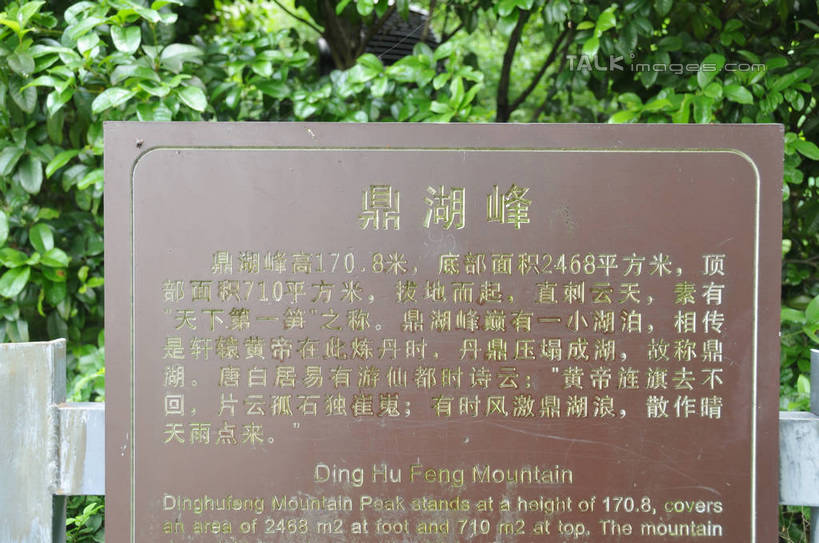 TALKimages.com
鼎湖峰
鼎湖峰高170.8米，底部面积2468平方米，顶
部面积710平方米，拔地而起，直刺云天，素有
"天下第一笋"之称。鼎湖峰巅有一小湖泊，相传
是轩辕黄帝在此炼丹时，丹鼎压塌成湖，故称鼎
湖。唐白居易有游仙都时诗云："黄帝旌旗去不
回，片云孤石独崔嵬；有时风激鼎湖浪，散作晴
天雨点来。"
Ding Hu Feng Mountain
Dinghufeng Mountain Peak stands at a height of 170.8, covers
an area of 2468 m2 at foot and 710 m2 at top. The mountain